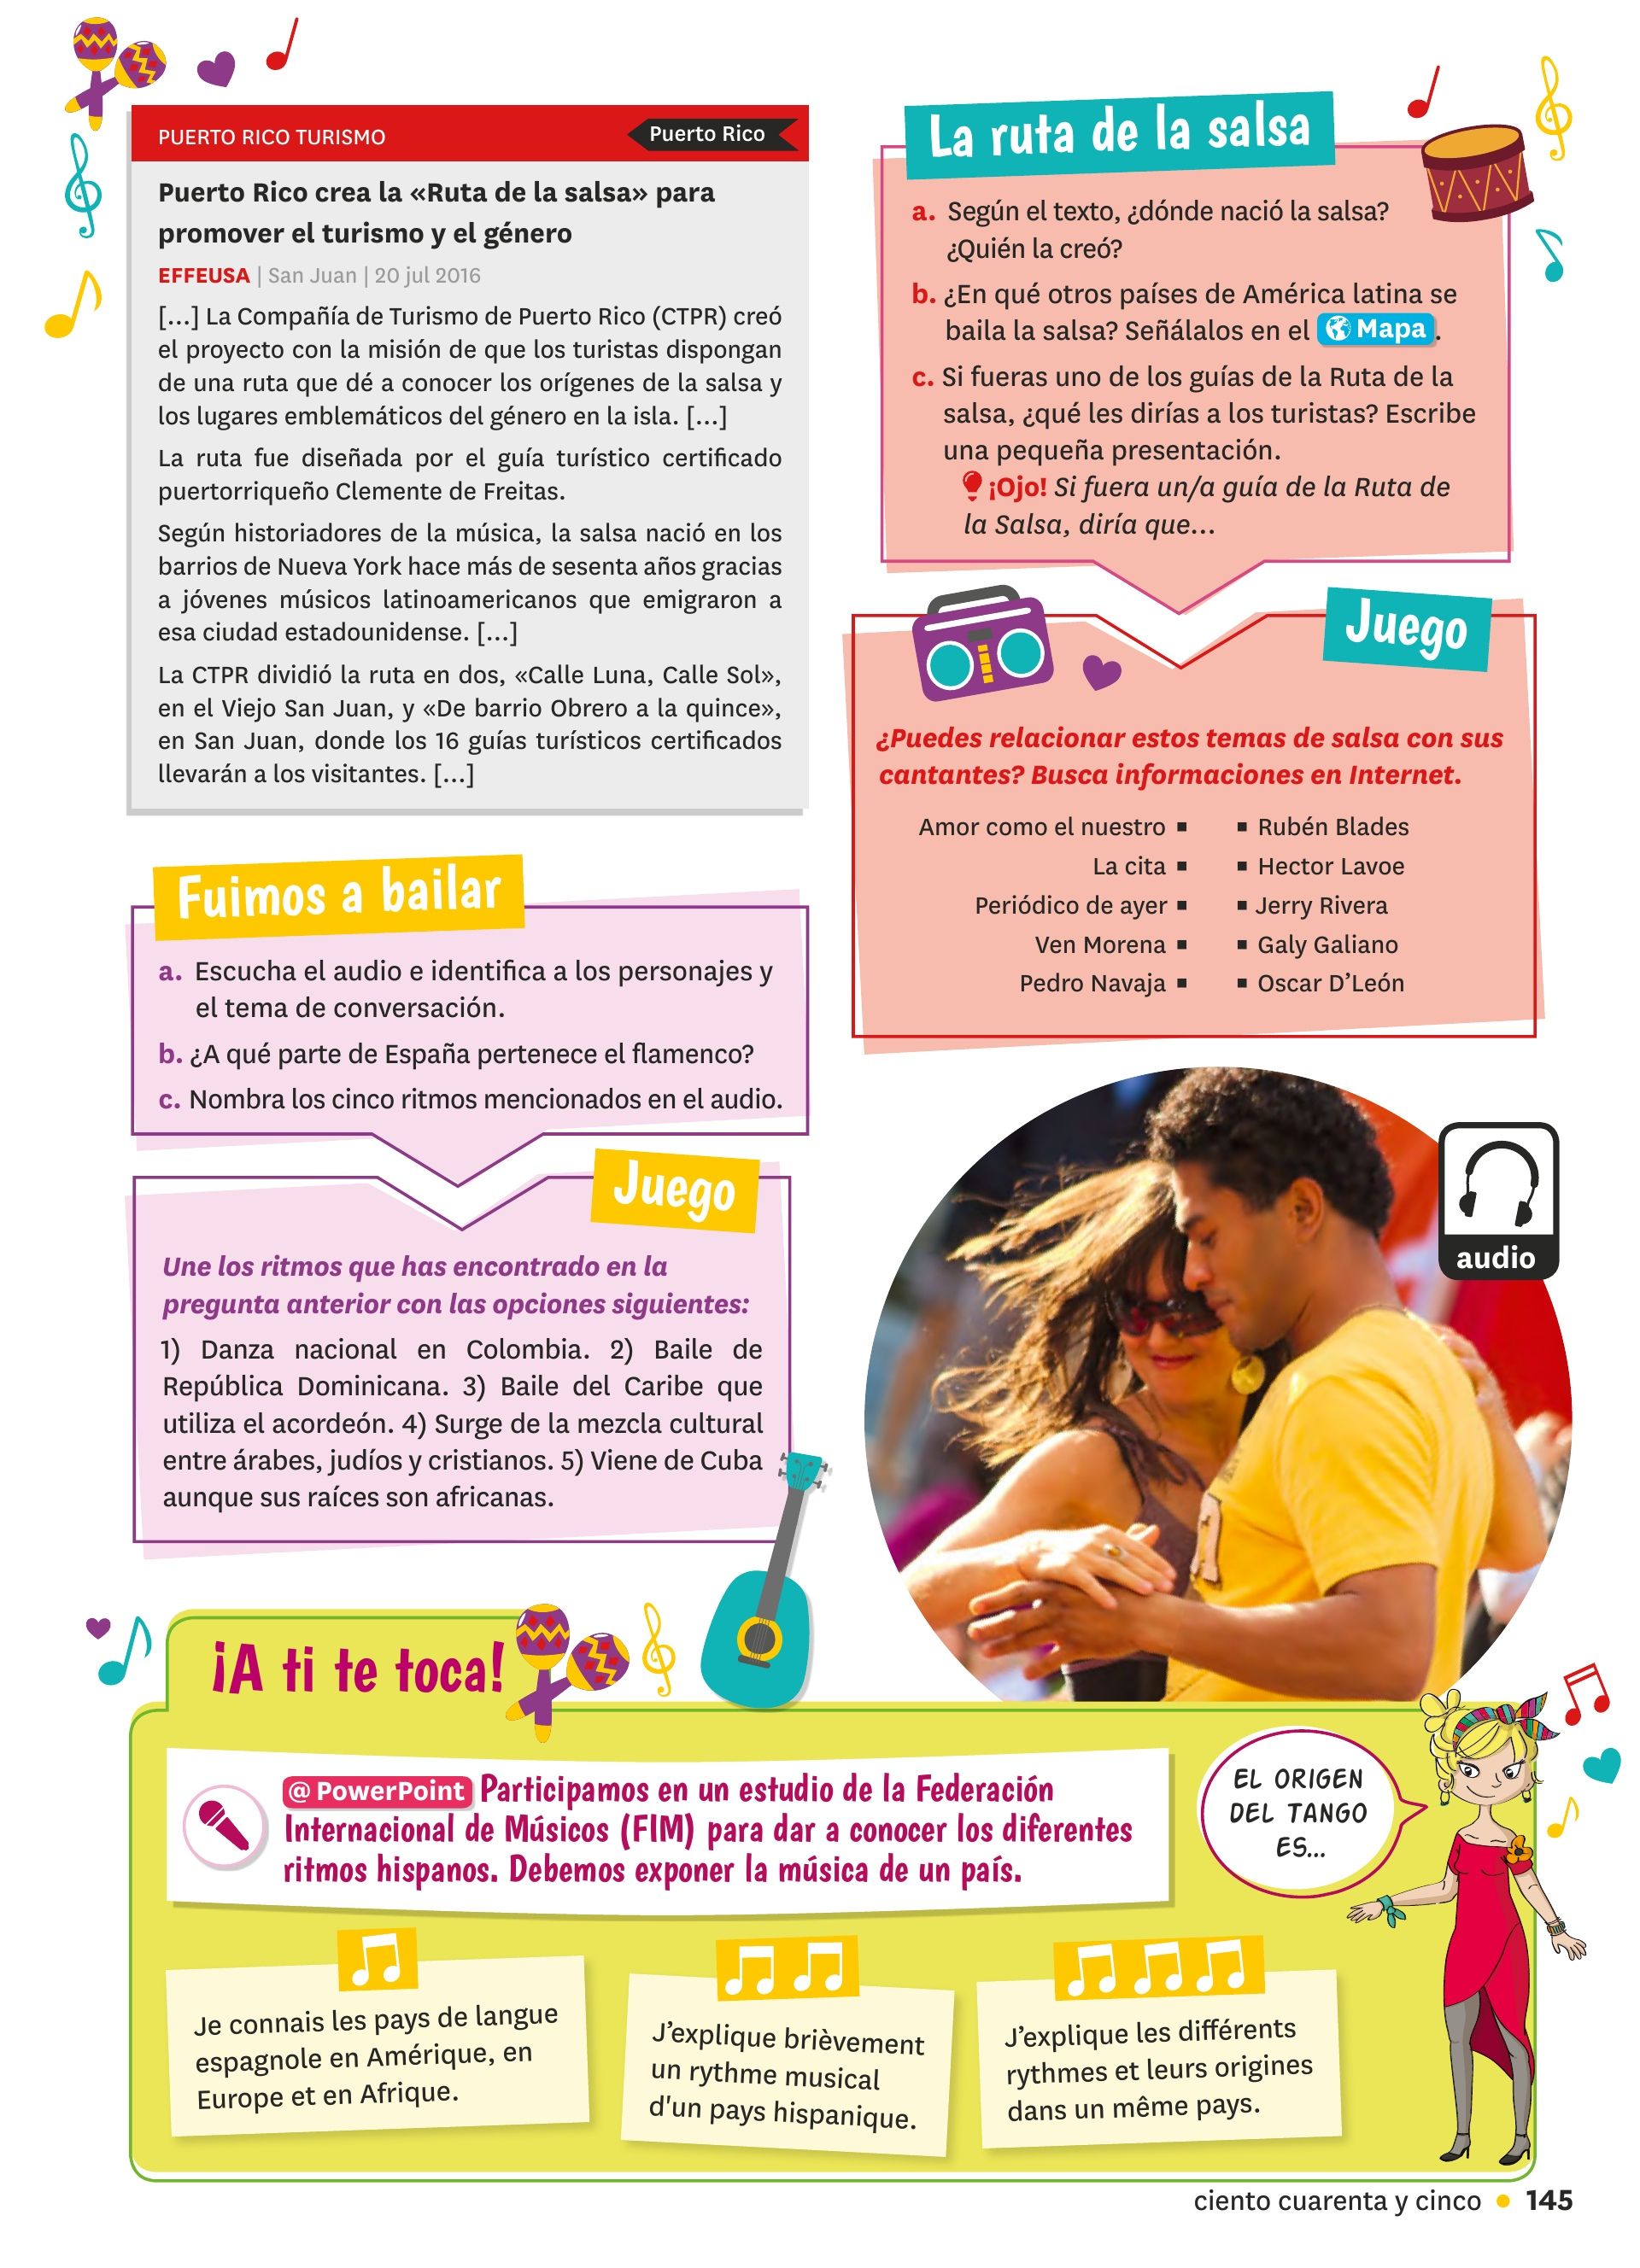 PUERTO RICO TURISMO
Puerto Rico
Puerto Rico crea la «Ruta de la salsa» para
promover el turismo y el género
EFFEUSA | San Juan | 20 jul 2016
[...] La Compañía de Turismo de Puerto Rico (CTPR) creó
el proyecto con la misión de que los turistas dispongan
de una ruta que dé a conocer los orígenes de la salsa y
los lugares emblemáticos del género en la isla. [...]
La ruta fue diseñada por el guía turístico certificado
puertorriqueño Clemente de Freitas.
Según historiadores de la música, la salsa nació en los
barrios de Nueva York hace más de sesenta años gracias
a jóvenes músicos latinoamericanos que emigraron a
esa ciudad estadounidense. [...]
La CTPR dividió la ruta en dos, «Calle Luna, Calle Sol»,
en el Viejo San Juan, y «De barrio Obrero a la quince»,
en San Juan, donde los 16 guías turísticos certificados
llevarán a los visitantes. [...]
La ruta de la salsa
a. Según el texto, ¿dónde nació la salsa?
¿Quién la creó?
b. ¿En qué otros países de América latina se
baila la salsa? Señálalos en el Mapa.
c. Si fueras uno de los guías de la Ruta de la
salsa, ¿qué les dirías a los turistas? Escribe
una pequeña presentación.
¡Ojo! Si fuera un/a guía de la Ruta de
la Salsa, diría que...
Juego
¿Puedes relacionar estos temas de salsa con sus
cantantes? Busca informaciones en Internet.
Amor como el nuestro ▪ ▪ Rubén Blades
La cita ▪ ▪ Hector Lavoe
Periódico de ayer ▪ ▪ Jerry Rivera
Ven Morena ▪ ▪ Galy Galiano
Pedro Navaja ▪ ▪ Oscar D'León
Fuimos a bailar
a. Escucha el audio e identifica a los personajes y
el tema de conversación.
b. ¿A qué parte de España pertenece el flamenco?
c. Nombra los cinco ritmos mencionados en el audio.
Juego
Une los ritmos que has encontrado en la
pregunta anterior con las opciones siguientes:
1) Danza nacional en Colombia. 2) Baile de
República Dominicana. 3) Baile del Caribe que
utiliza el acordeón. 4) Surge de la mezcla cultural
entre árabes, judíos y cristianos. 5) Viene de Cuba
aunque sus raíces son africanas.
audio
¡A ti te toca!
@ PowerPoint Participamos en un estudio de la Federación
Internacional de Músicos (FIM) para dar a conocer los diferentes
ritmos hispanos. Debemos exponer la música de un país.
EL ORIGEN
DEL TANGO
ES...
Je connais les pays de langue
espagnole en Amérique, en
Europe et en Afrique.
J'explique brièvement
un rythme musical
d'un pays hispanique.
J'explique les différents
rythmes et leurs origines
dans un même pays.
ciento cuarenta y cinco • 145